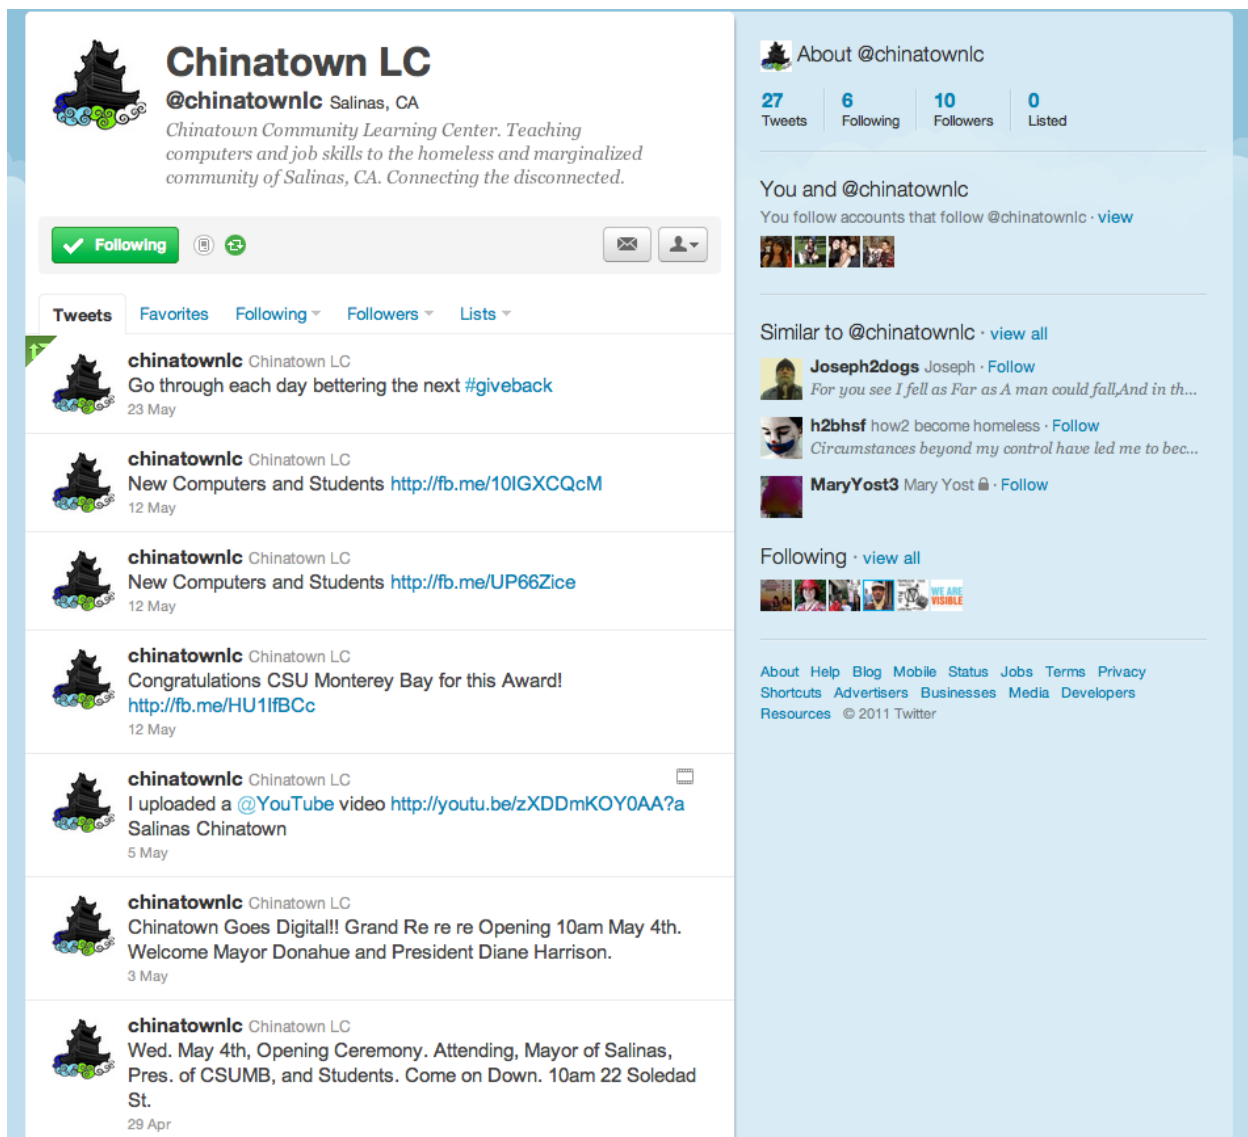 Chinatown LC
@chinatownlc Salinas, CA
Chinatown Community Learning Center. Teaching
computers and job skills to the homeless and marginalized
community of Salinas, CA. Connecting the disconnected.
Following
Tweets Favorites Following Followers Lists
chinatownlc Chinatown LC
Go through each day bettering the next #giveback
23 May
chinatownlc Chinatown LC
New Computers and Students http://fb.me/10IGXCQcM
12 May
chinatownlc Chinatown LC
New Computers and Students http://fb.me/UP66Zice
12 May
chinatownlc Chinatown LC
Congratulations CSU Monterey Bay for this Award!
http://fb.me/HU1IfBCc
12 May
chinatownlc Chinatown LC
I uploaded a @YouTube video http://youtu.be/zXDDmKOY0AA?a
Salinas Chinatown
5 May
chinatownlc Chinatown LC
Chinatown Goes Digital!! Grand Re re re Opening 10am May 4th.
Welcome Mayor Donahue and President Diane Harrison.
3 May
chinatownlc Chinatown LC
Wed. May 4th, Opening Ceremony. Attending, Mayor of Salinas,
Pres. of CSUMB, and Students. Come on Down. 10am 22 Soledad
St.
29 Apr
About @chinatownlc
27 6 10 0
Tweets Following Followers Listed
You and @chinatownlc
You follow accounts that follow @chinatownlc · view
Similar to @chinatownlc · view all
Joseph2dogs Joseph · Follow
For you see I fell as Far as A man could fall,And in th...
h2bhsf how2 become homeless · Follow
Circumstances beyond my control have led me to bec...
MaryYost3 Mary Yost · Follow
Following · view all
WE ARE
VISIBLE
About Help Blog Mobile Status Jobs Terms Privacy
Shortcuts Advertisers Businesses Media Developers
Resources © 2011 Twitter